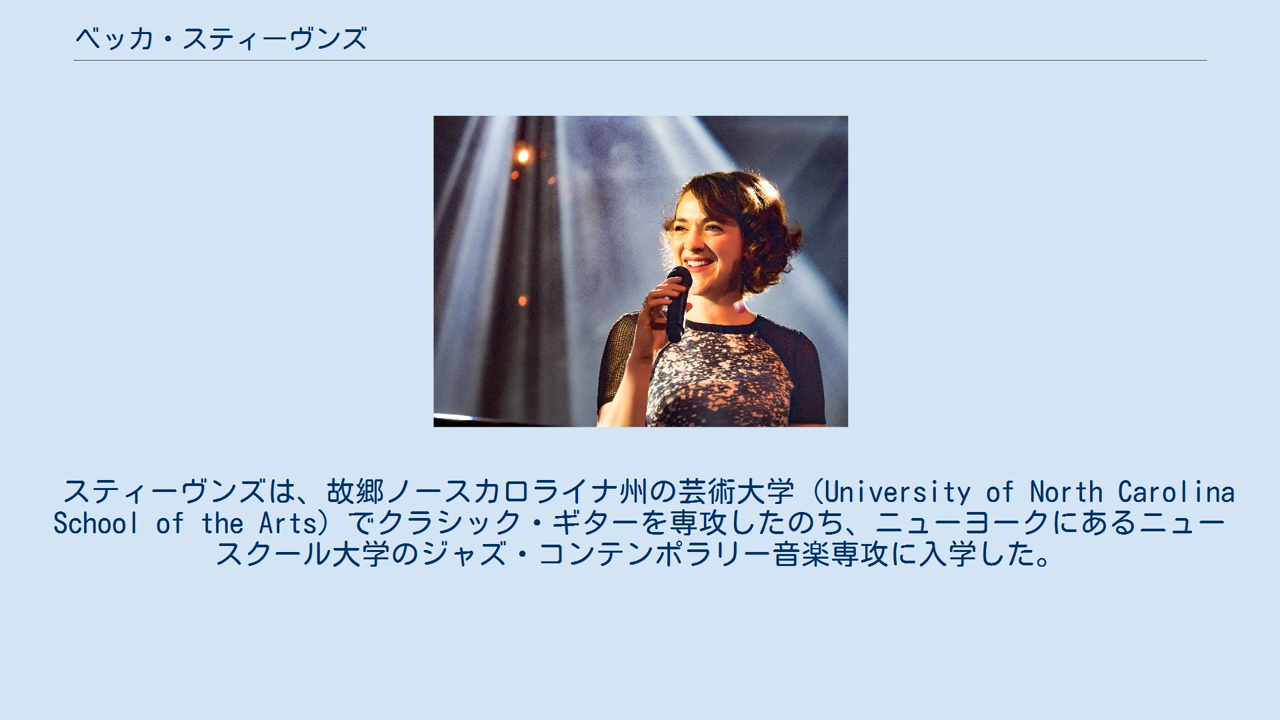 ベッカ・スティーヴンズ
スティーヴンズは、故郷ノースカロライナ州の芸術大学（University of North Carolina
School of the Arts）でクラシック・ギターを専攻したのち、ニューヨークにあるニュー
スクール大学のジャズ・コンテンポラリー音楽専攻に入学した。